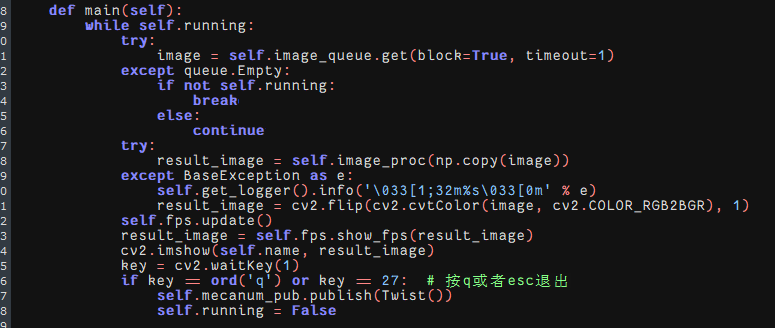 8    def main(self):
9        while self.running:
0            try:
1                image = self.image_queue.get(block=True, timeout=1)
2            except queue.Empty:
3                if not self.running:
4                    break
5                else:
6                    continue
7            try:
8                result_image = self.image_proc(np.copy(image))
9            except BaseException as e:
0                self.get_logger().info('\033[1;32m%s\033[0m' % e)
1                result_image = cv2.flip(cv2.cvtColor(image, cv2.COLOR_RGB2BGR), 1)
2            self.fps.update()
3            result_image = self.fps.show_fps(result_image)
4            cv2.imshow(self.name, result_image)
5            key = cv2.waitKey(1)
6            if key == ord('q') or key == 27:  # 按q或者esc退出
7                self.mecanum_pub.publish(Twist())
8                self.running = False
9